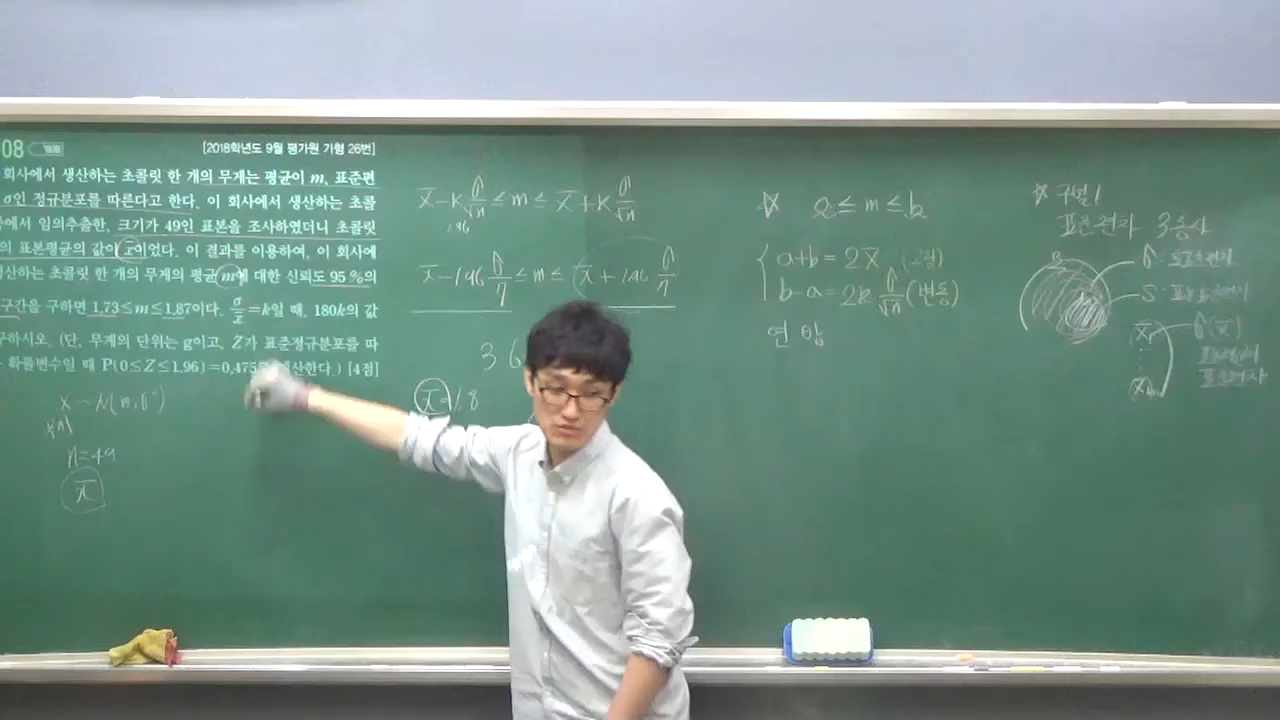 08
[2018학년도 9월 평가원 가형 26번]
회사에서 생산하는 초콜릿 한 개의 무게는 평균이 m, 표준편
σ인 정규분포를 따른다고 한다. 이 회사에서 생산하는 초콜
에서 임의추출한, 크기가 49인 표본을 조사하였더니 초콜릿
의 표본평균의 값이 x̄이었다. 이 결과를 이용하여, 이 회사에
산하는 초콜릿 한 개의 무게의 평균 m에 대한 신뢰도 95 %의
구간을 구하면 1.73≤m≤1.87이다. σ/x̄=k일 때, 180k의 값
구하시오. (단, 무게의 단위는 g이고, Z가 표준정규분포를 따
확률변수일 때 P(0≤Z≤1.96)=0.475 계산한다.) [4점]
X ~ N(m, σ²)
n=49
x̄
x̄-K σ/√n ≤ m ≤ x̄+K σ/√n
1.96
x̄-1.96 σ/7 ≤ m ≤ x̄+1.96 σ/7
3.6
x̄=1.8
☆ a ≤ m ≤ b
a+b = 2x̄ (고정)
b-a = 2k σ/√n (변동)
연 합
☆ 구별!
표준편차 3총사
σ: 모표준편차
S: 표본표준편차
x̄₁
σ(x̄)
표본평균의
표준편차